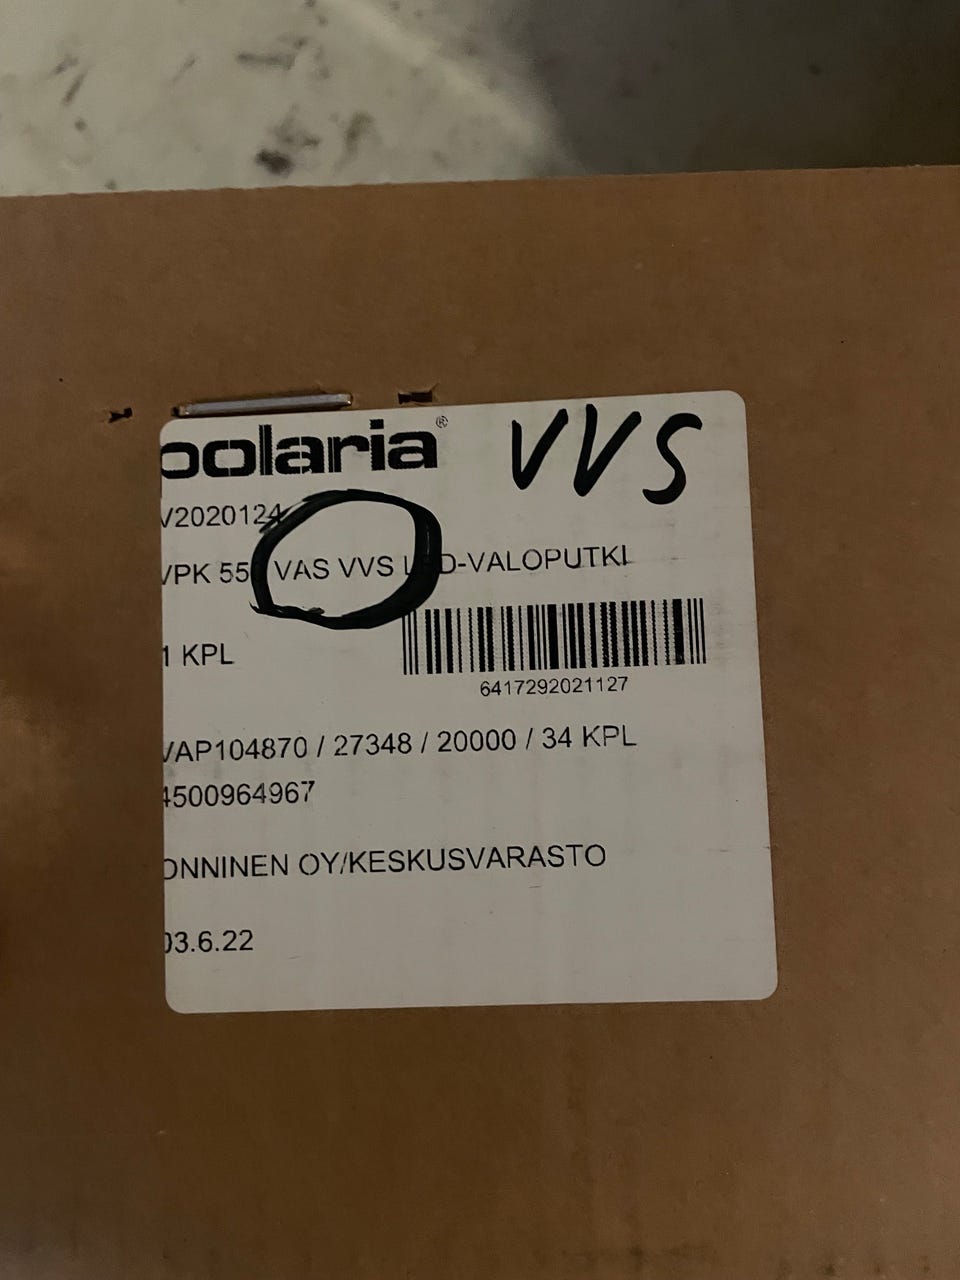 polaria® VVS
V2020124
VPK 55 VAS VVS LED-VALOPUTKI
1 KPL
6417292021127
VAP104870 / 27348 / 20000 / 34 KPL
4500964967
ONNINEN OY/KESKUSVARASTO
03.6.22